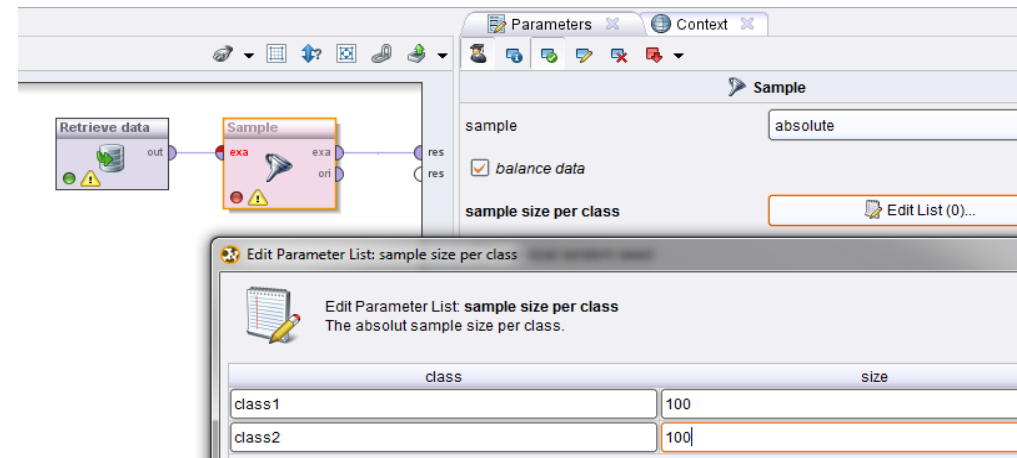 Parameters
Context
Sample
Retrieve data
Sample
sample
absolute
out
exa
exa
res
ori
res
balance data
sample size per class
Edit List (0)...
Edit Parameter List: sample size per class
Edit Parameter List: sample size per class
The absolut sample size per class.
class size
class1 100
class2 100